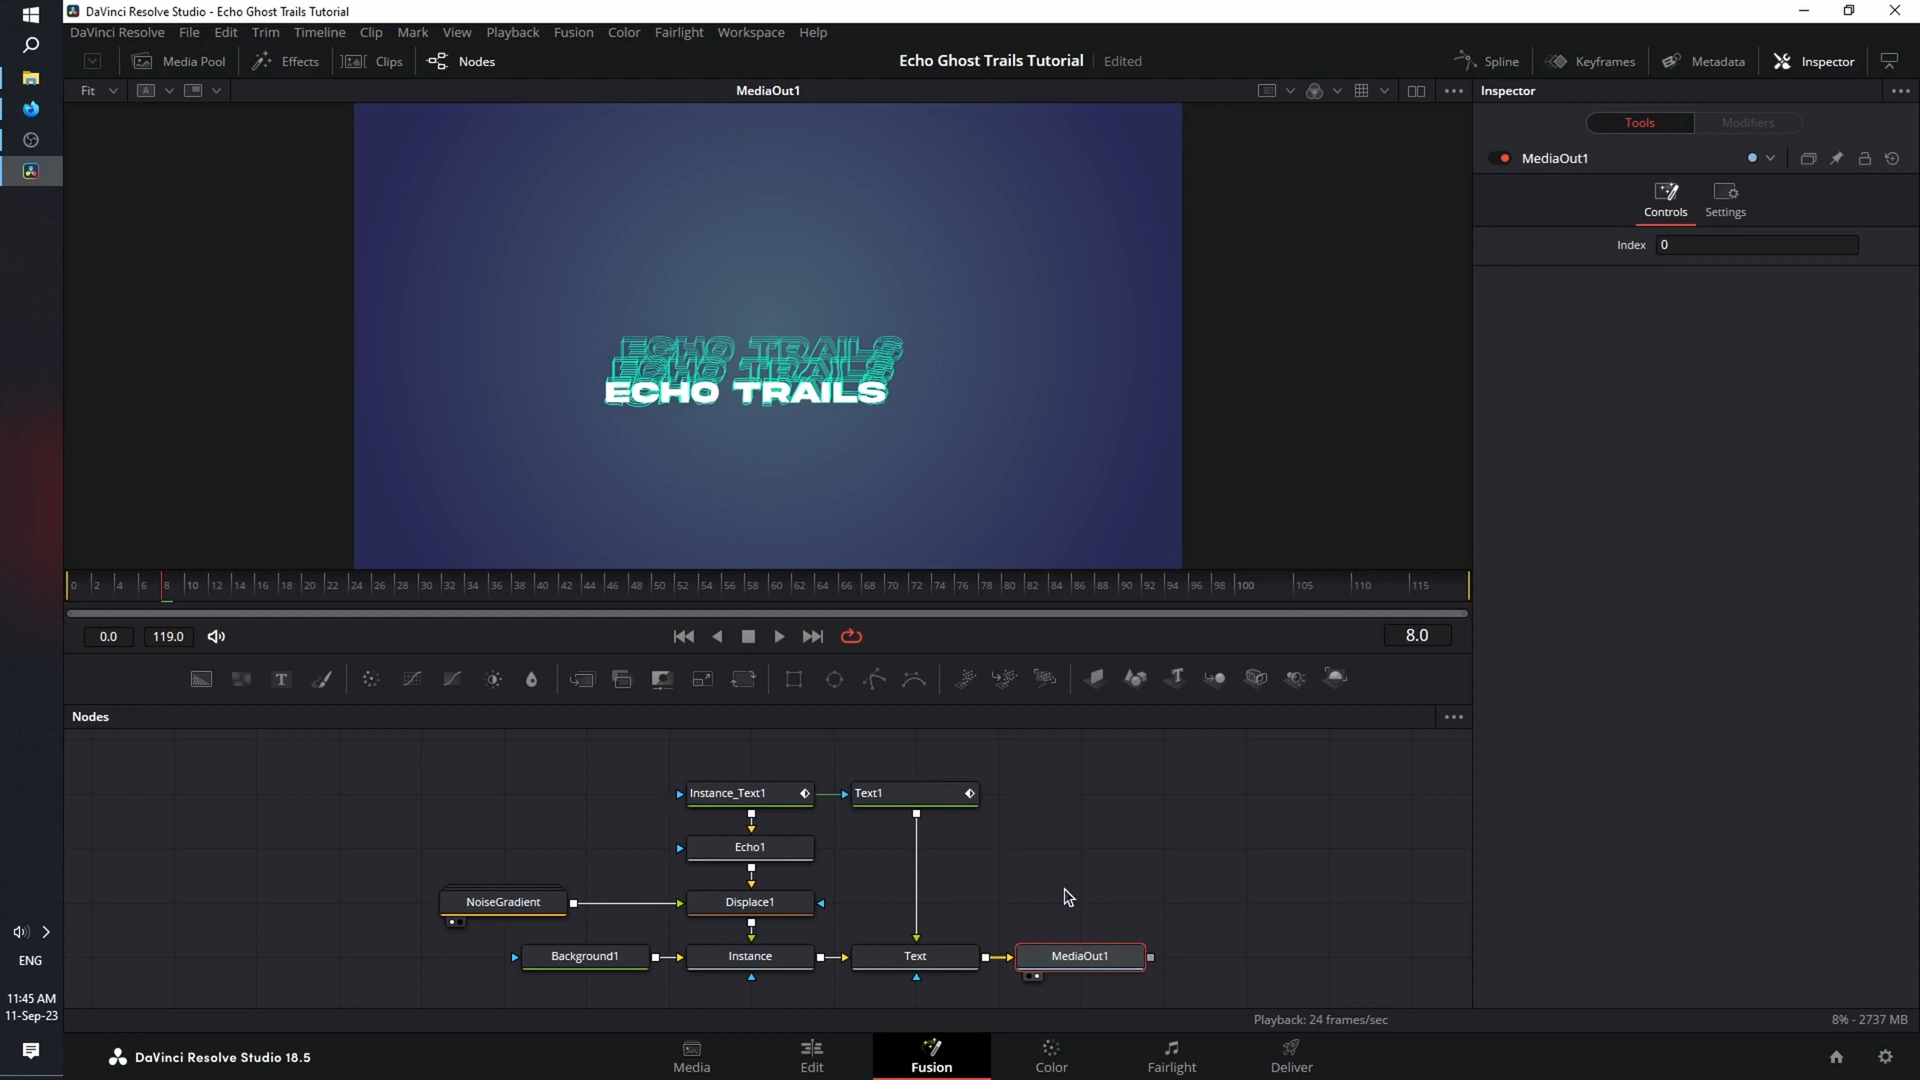 DaVinci Resolve Studio - Echo Ghost Trails Tutorial
DaVinci Resolve File Edit Trim Timeline Clip Mark View Playback Fusion Color Fairlight Workspace Help
Media Pool Effects Clips Nodes Echo Ghost Trails Tutorial Edited Spline Keyframes Metadata Inspector
Fit A MediaOut1 Inspector
Tools Modifiers
MediaOut1
Controls Settings
Index 0
ECHO TRAILS
ECHO TRAILS
ECHO TRAILS
0 2 4 6 8 10 12 14 16 18 20 22 24 26 28 30 32 34 36 38 40 42 44 46 48 50 52 54 56 58 60 62 64 66 68 70 72 74 76 78 80 82 84 86 88 90 92 94 96 98 100 105 110 115
0.0 119.0 8.0
T T
Nodes
Instance_Text1 Text1
Echo1
NoiseGradient Displace1
Background1 Instance Text MediaOut1
Playback: 24 frames/sec 8% - 2737 MB
ENG
11:45 AM
11-Sep-23
DaVinci Resolve Studio 18.5
Media Edit Fusion Color Fairlight Deliver